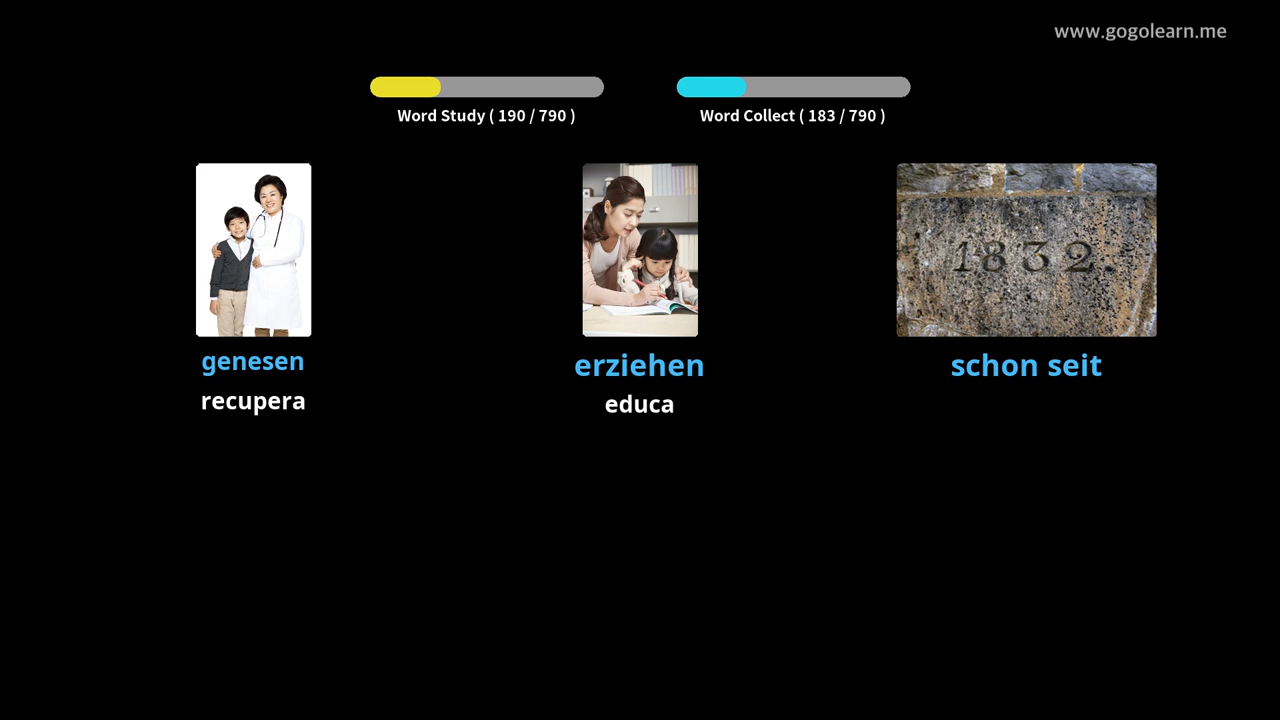 www.gogolearn.me
Word Study ( 190 / 790 )
Word Collect ( 183 / 790 )
1832.
genesen
erziehen
schon seit
recupera
educa